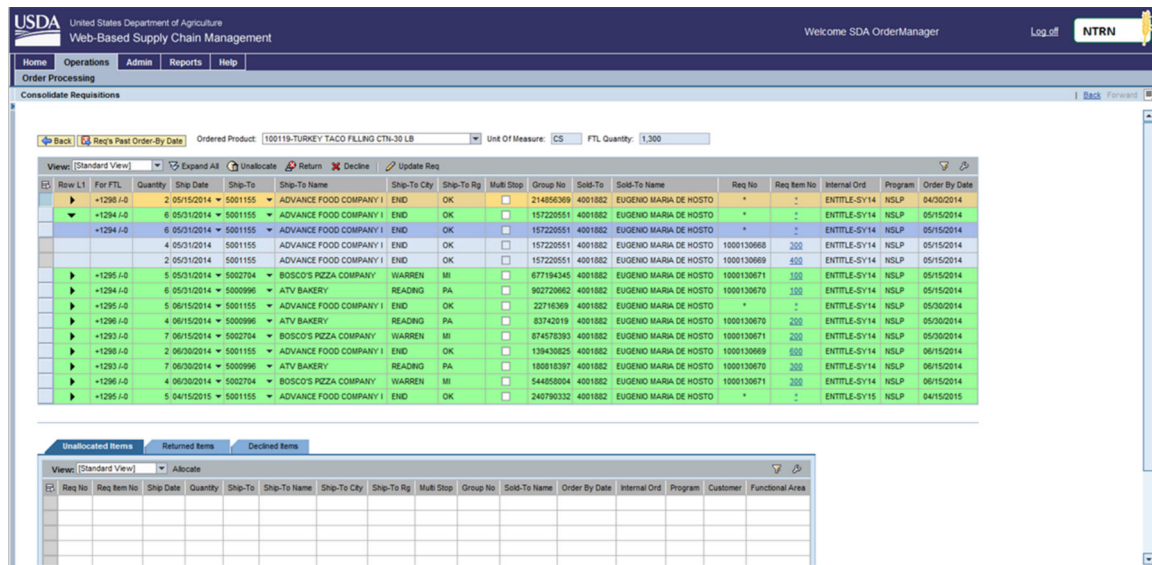 USDA United States Department of Agriculture
Web-Based Supply Chain Management
Welcome SDA OrderManager Log off NTRN
Home Operations Admin Reports Help
Order Processing
Consolidate Requisitions | Back Forward
Back Req's Past Order-By Date Ordered Product: 100119-TURKEY TACO FILLING CTN-30 LB Unit Of Measure: CS FTL Quantity: 1,300
View: [Standard View] Expand All Unallocate Return Decline Update Req
Row L1 For FTL Quantity Ship Date Ship-To Ship-To Name Ship-To City Ship-To Rg Multi Stop Group No Sold-To Sold-To Name Req No Req Item No Internal Ord Program Order By Date
+1298 /-0 2 05/15/2014 5001155 ADVANCE FOOD COMPANY I ENID OK 214856369 4001882 EUGENIO MARIA DE HOSTO * * ENTITLE-SY14 NSLP 04/30/2014
+1294 /-0 6 05/31/2014 5001155 ADVANCE FOOD COMPANY I ENID OK 157220551 4001882 EUGENIO MARIA DE HOSTO * * ENTITLE-SY14 NSLP 05/15/2014
+1294 /-0 6 05/31/2014 5001155 ADVANCE FOOD COMPANY I ENID OK 157220551 4001882 EUGENIO MARIA DE HOSTO * * ENTITLE-SY14 NSLP 05/15/2014
4 05/31/2014 5001155 ADVANCE FOOD COMPANY I ENID OK 157220551 4001882 EUGENIO MARIA DE HOSTO 1000130668 300 ENTITLE-SY14 NSLP 05/15/2014
2 05/31/2014 5001155 ADVANCE FOOD COMPANY I ENID OK 157220551 4001882 EUGENIO MARIA DE HOSTO 1000130669 400 ENTITLE-SY14 NSLP 05/15/2014
+1295 /-0 5 05/31/2014 5002704 BOSCO'S PIZZA COMPANY WARREN MI 677194345 4001882 EUGENIO MARIA DE HOSTO 1000130671 100 ENTITLE-SY14 NSLP 05/15/2014
+1294 /-0 6 05/31/2014 5000996 ATV BAKERY READING PA 902720662 4001882 EUGENIO MARIA DE HOSTO 1000130670 100 ENTITLE-SY14 NSLP 05/15/2014
+1295 /-0 5 06/15/2014 5001155 ADVANCE FOOD COMPANY I ENID OK 22716369 4001882 EUGENIO MARIA DE HOSTO * * ENTITLE-SY14 NSLP 05/30/2014
+1296 /-0 4 06/15/2014 5000996 ATV BAKERY READING PA 83742019 4001882 EUGENIO MARIA DE HOSTO 1000130670 200 ENTITLE-SY14 NSLP 05/30/2014
+1293 /-0 7 06/15/2014 5002704 BOSCO'S PIZZA COMPANY WARREN MI 874578393 4001882 EUGENIO MARIA DE HOSTO 1000130671 200 ENTITLE-SY14 NSLP 05/30/2014
+1298 /-0 2 06/30/2014 5001155 ADVANCE FOOD COMPANY I ENID OK 139430825 4001882 EUGENIO MARIA DE HOSTO 1000130669 600 ENTITLE-SY14 NSLP 06/15/2014
+1293 /-0 7 06/30/2014 5000996 ATV BAKERY READING PA 180818397 4001882 EUGENIO MARIA DE HOSTO 1000130670 300 ENTITLE-SY14 NSLP 06/15/2014
+1296 /-0 4 06/30/2014 5002704 BOSCO'S PIZZA COMPANY WARREN MI 544858004 4001882 EUGENIO MARIA DE HOSTO 1000130671 300 ENTITLE-SY14 NSLP 06/15/2014
+1295 /-0 5 04/15/2015 5001155 ADVANCE FOOD COMPANY I ENID OK 240790332 4001882 EUGENIO MARIA DE HOSTO * * ENTITLE-SY15 NSLP 04/15/2015
Unallocated Items Returned Items Declined Items
View: [Standard View] Allocate
Req No Req Item No Ship Date Quantity Ship-To Ship-To Name Ship-To City Ship-To Rg Multi Stop Group No Sold-To Name Order By Date Internal Ord Program Customer Functional Area